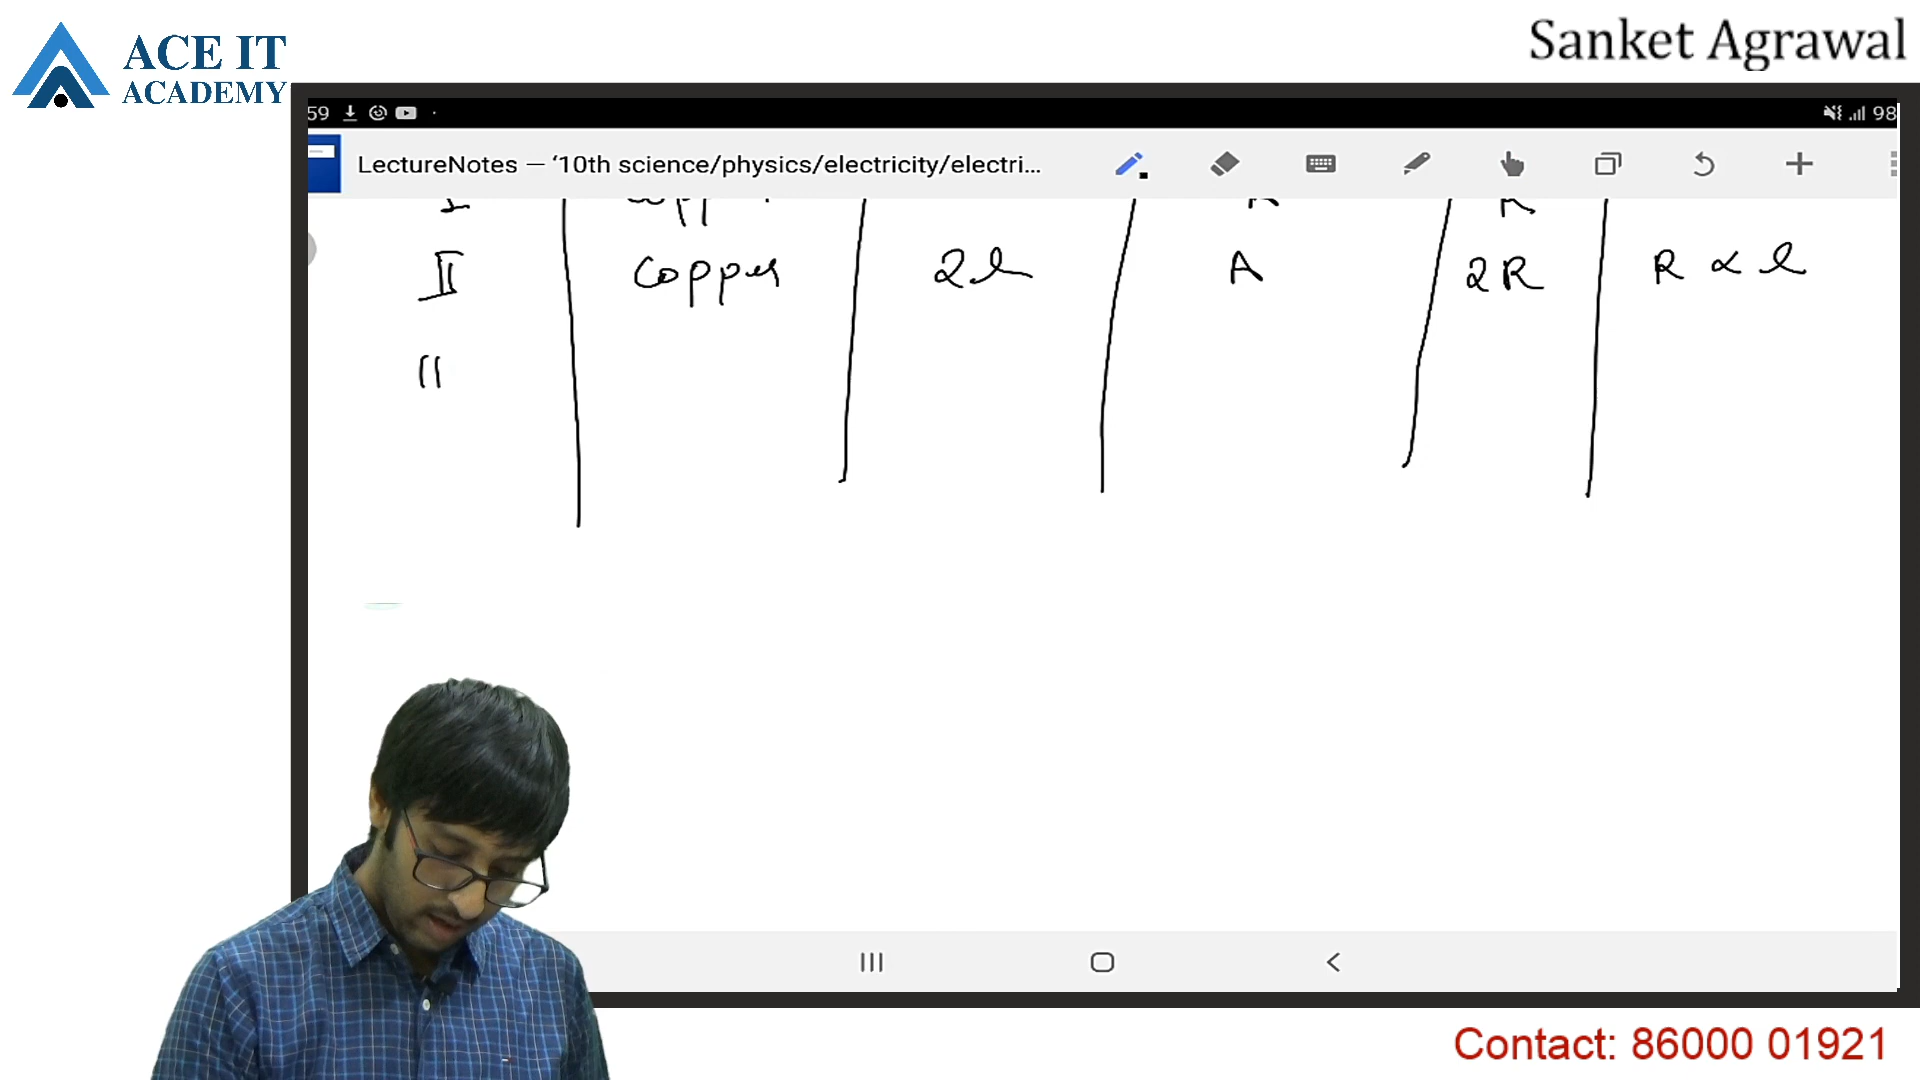 ACE IT
ACADEMY
Sanket Agrawal
59
98
LectureNotes — ‘10th science/physics/electricity/electri...
II copper 2l A 2R R ∝ l
II
Contact: 86000 01921